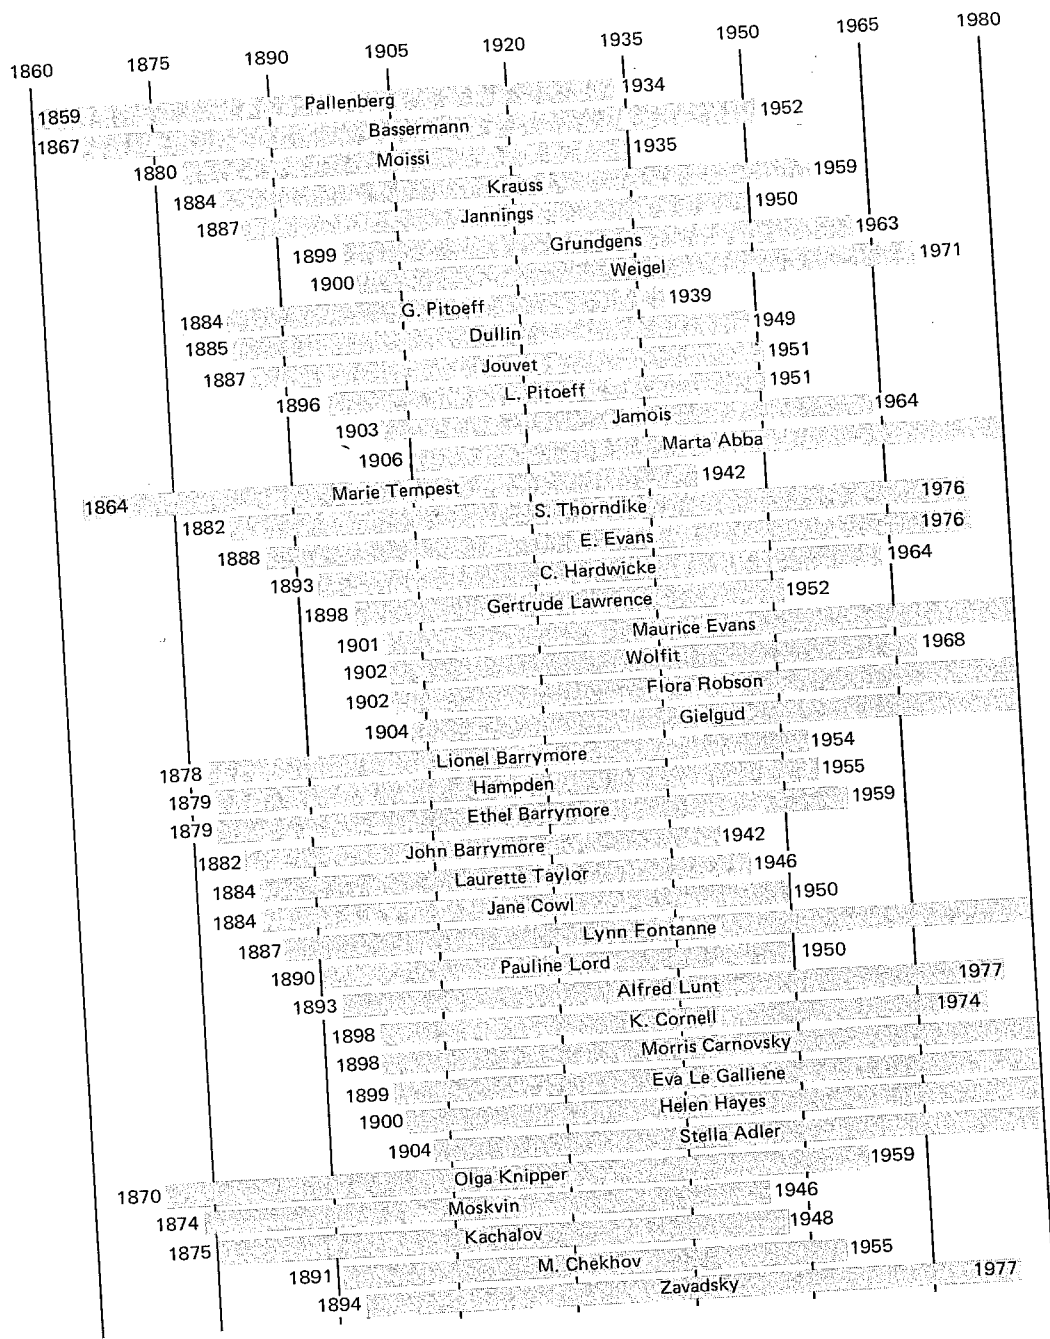 1860 1875 1890 1905 1920 1935 1950 1965 1980
1859 Pallenberg 1934
1867 Bassermann 1952
1880 Moissi 1935
1884 Krauss 1959
1887 Jannings 1950
1899 Grundgens 1963
1900 Weigel 1971
1884 G. Pitoeff 1939
1885 Dullin 1949
1887 Jouvet 1951
1896 L. Pitoeff 1951
1903 Jamois 1964
1906 Marta Abba
1864 Marie Tempest 1942
1882 S. Thorndike 1976
1888 E. Evans 1976
1893 C. Hardwicke 1964
1898 Gertrude Lawrence 1952
1901 Maurice Evans
1902 Wolfit 1968
1902 Flora Robson
1904 Gielgud
1878 Lionel Barrymore 1954
1879 Hampden 1955
1879 Ethel Barrymore 1959
1882 John Barrymore 1942
1884 Laurette Taylor 1946
1884 Jane Cowl 1950
1887 Lynn Fontanne
1890 Pauline Lord 1950
1893 Alfred Lunt 1977
1898 K. Cornell 1974
1898 Morris Carnovsky
1899 Eva Le Galliene
1900 Helen Hayes
1904 Stella Adler
1870 Olga Knipper 1959
1874 Moskvin 1946
1875 Kachalov 1948
1891 M. Chekhov 1955
1894 Zavadsky 1977